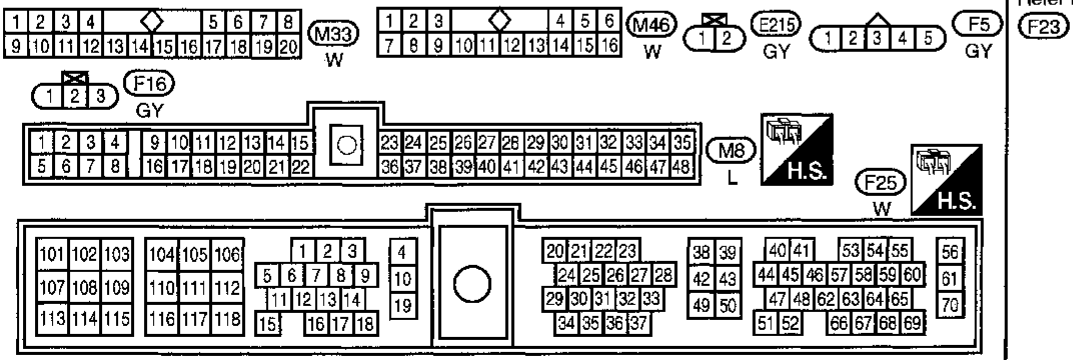 1 2 3 4 5 6 7 8
9 10 11 12 13 14 15 16 17 18 19 20
M33
W
1 2 3 4 5 6
7 8 9 10 11 12 13 14 15 16
M46
W
1 2
E215
GY
1 2 3 4 5
F5
GY
F23
1 2 3
F16
GY
1 2 3 4 9 10 11 12 13 14 15 23 24 25 26 27 28 29 30 31 32 33 34 35
5 6 7 8 16 17 18 19 20 21 22 36 37 38 39 40 41 42 43 44 45 46 47 48
M8
L
H.S.
F25
W
H.S.
101 102 103 104 105 106 1 2 3 4 20 21 22 23 38 39 40 41 53 54 55 56
107 108 109 110 111 112 5 6 7 8 9 10 24 25 26 27 28 42 43 44 45 46 57 58 59 60 61
11 12 13 14 29 30 31 32 33 47 48 62 63 64 65
113 114 115 116 117 118 15 16 17 18 19 34 35 36 37 49 50 51 52 66 67 68 69 70